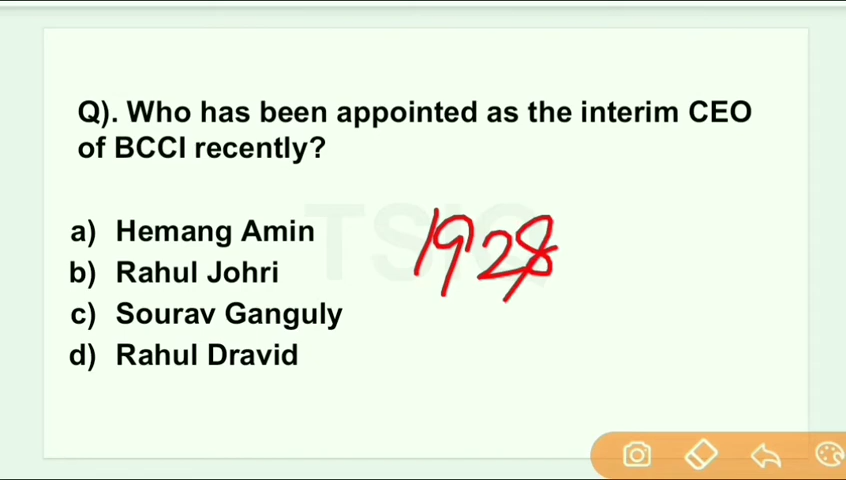 Q). Who has been appointed as the interim CEO
of BCCI recently?
a) Hemang Amin
b) Rahul Johri
c) Sourav Ganguly
d) Rahul Dravid
1928
TSIQ